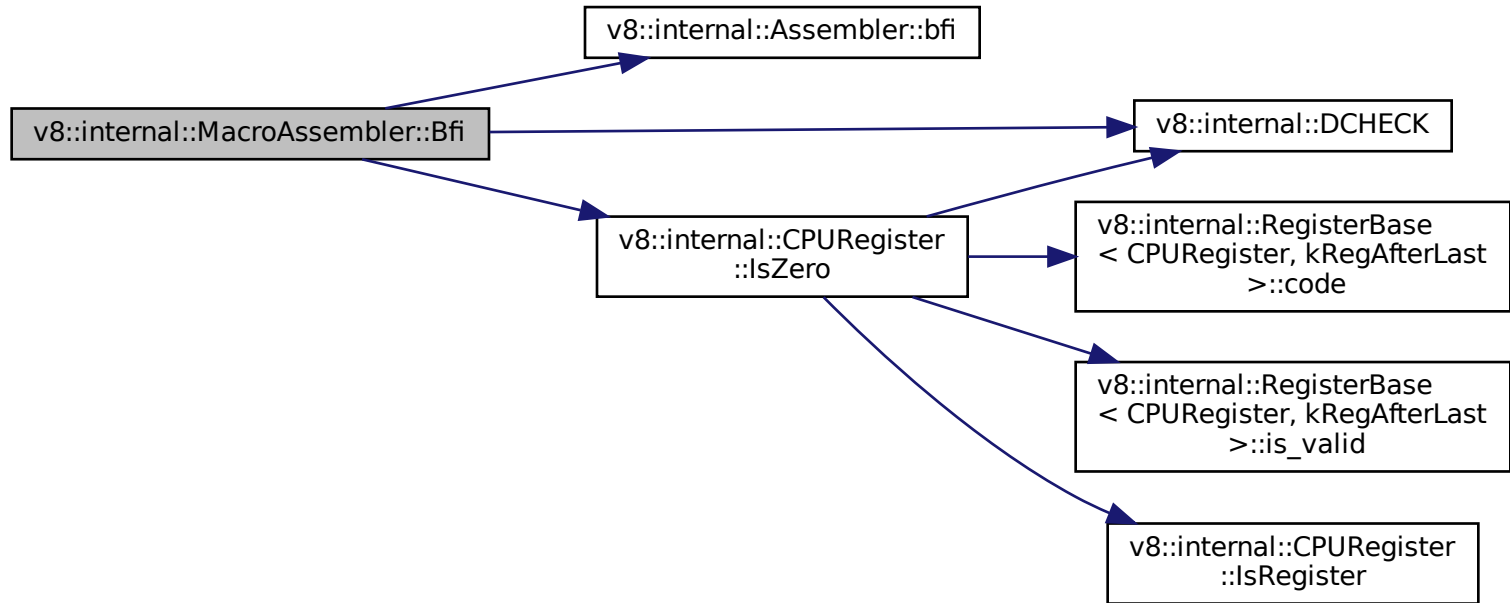 v8::internal::Assembler::bfi
v8::internal::MacroAssembler::Bfi
v8::internal::DCHECK
v8::internal::CPURegister
::IsZero
v8::internal::RegisterBase
< CPURegister, kRegAfterLast
>::code
v8::internal::RegisterBase
< CPURegister, kRegAfterLast
>::is_valid
v8::internal::CPURegister
::IsRegister